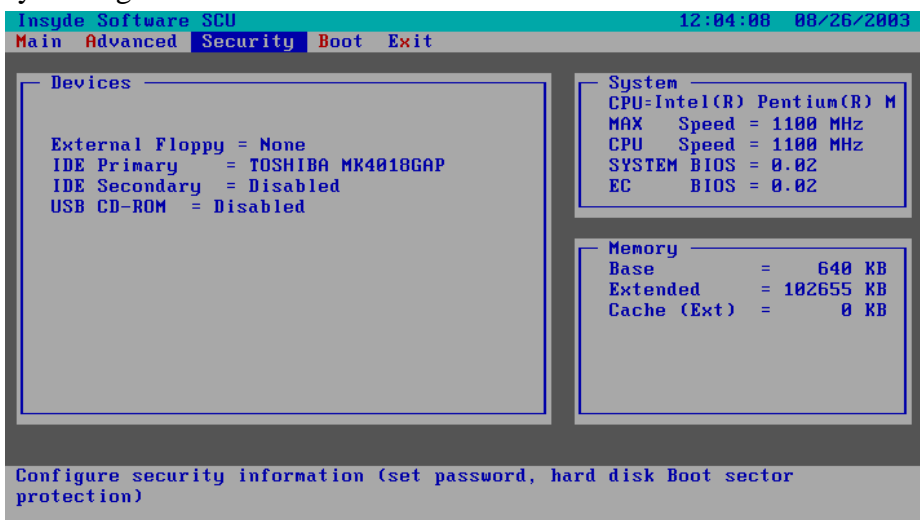 Insyde Software SCU 12:04:08 08/26/2003
Main Advanced Security Boot Exit
Devices
External Floppy = None
IDE Primary = TOSHIBA MK4018GAP
IDE Secondary = Disabled
USB CD-ROM = Disabled
System
CPU=Intel(R) Pentium(R) M
MAX Speed = 1100 MHz
CPU Speed = 1100 MHz
SYSTEM BIOS = 0.02
EC BIOS = 0.02
Memory
Base = 640 KB
Extended = 102655 KB
Cache (Ext) = 0 KB
Configure security information (set password, hard disk Boot sector
protection)